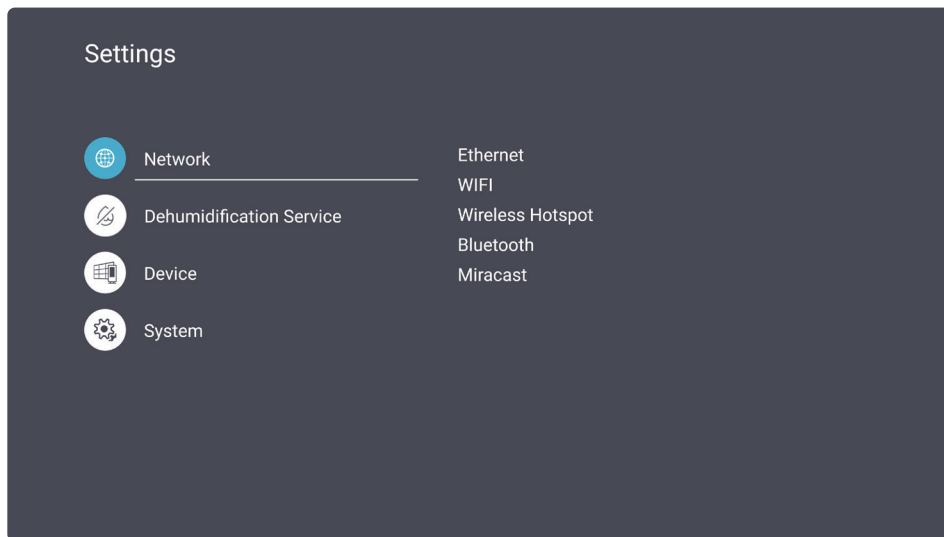 Settings
Network
Dehumidification Service
Device
System
Ethernet
WIFI
Wireless Hotspot
Bluetooth
Miracast